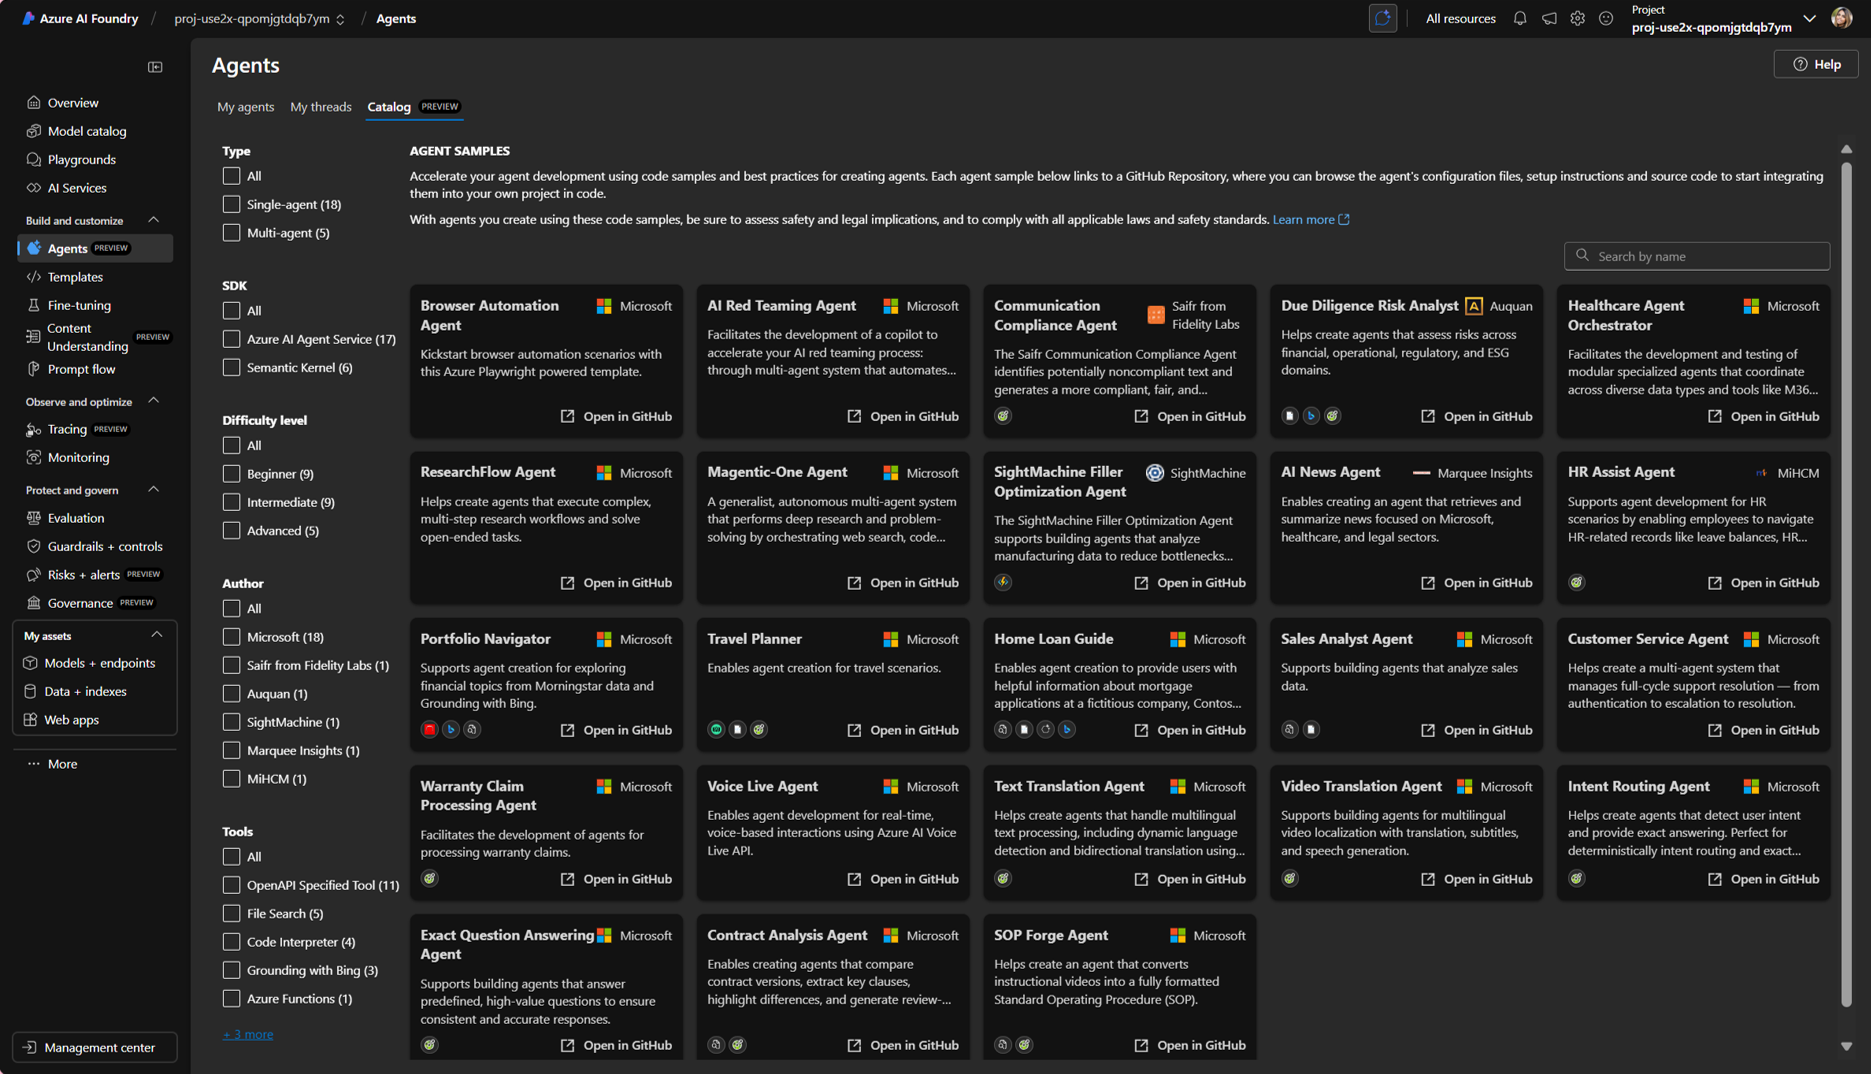 Azure AI Foundry / proj-use2x-qpomjgtdqb7ym / Agents
All resources
Project
proj-use2x-qpomjgtdqb7ym
Agents
Help
Overview
Model catalog
Playgrounds
AI Services
Build and customize
Agents PREVIEW
Templates
Fine-tuning
Content
Understanding PREVIEW
Prompt flow
Observe and optimize
Tracing PREVIEW
Monitoring
Protect and govern
Evaluation
Guardrails + controls
Risks + alerts PREVIEW
Governance PREVIEW
My assets
Models + endpoints
Data + indexes
Web apps
More
Management center
My agents My threads Catalog PREVIEW
Type
All
Single-agent (18)
Multi-agent (5)
SDK
All
Azure AI Agent Service (17)
Semantic Kernel (6)
Difficulty level
All
Beginner (9)
Intermediate (9)
Advanced (5)
Author
All
Microsoft (18)
Saifr from Fidelity Labs (1)
Auquan (1)
SightMachine (1)
Marquee Insights (1)
MiHCM (1)
Tools
All
OpenAPI Specified Tool (11)
File Search (5)
Code Interpreter (4)
Grounding with Bing (3)
Azure Functions (1)
+ 3 more
AGENT SAMPLES
Accelerate your agent development using code samples and best practices for creating agents. Each agent sample below links to a GitHub Repository, where you can browse the agent's configuration files, setup instructions and source code to start integrating
them into your own project in code.
With agents you create using these code samples, be sure to assess safety and legal implications, and to comply with all applicable laws and safety standards. Learn more
Search by name
Browser Automation
Agent
Microsoft
Kickstart browser automation scenarios with
this Azure Playwright powered template.
Open in GitHub
AI Red Teaming Agent
Microsoft
Facilitates the development of a copilot to
accelerate your AI red teaming process:
through multi-agent system that automates...
Open in GitHub
Communication
Compliance Agent
Saifr from
Fidelity Labs
The Saifr Communication Compliance Agent
identifies potentially noncompliant text and
generates a more compliant, fair, and...
Open in GitHub
Due Diligence Risk Analyst
A
Auquan
Helps create agents that assess risks across
financial, operational, regulatory, and ESG
domains.
Open in GitHub
Healthcare Agent
Orchestrator
Microsoft
Facilitates the development and testing of
modular specialized agents that coordinate
across diverse data types and tools like M36...
Open in GitHub
ResearchFlow Agent
Microsoft
Helps create agents that execute complex,
multi-step research workflows and solve
open-ended tasks.
Open in GitHub
Magentic-One Agent
Microsoft
A generalist, autonomous multi-agent system
that performs deep research and problem-
solving by orchestrating web search, code...
Open in GitHub
SightMachine Filler
Optimization Agent
SightMachine
The SightMachine Filler Optimization Agent
supports building agents that analyze
manufacturing data to reduce bottlenecks...
Open in GitHub
AI News Agent
Marquee Insights
Enables creating an agent that retrieves and
summarize news focused on Microsoft,
healthcare, and legal sectors.
Open in GitHub
HR Assist Agent
MiHCM
Supports agent development for HR
scenarios by enabling employees to navigate
HR-related records like leave balances, HR...
Open in GitHub
Portfolio Navigator
Microsoft
Supports agent creation for exploring
financial topics from Morningstar data and
Grounding with Bing.
Open in GitHub
Travel Planner
Microsoft
Enables agent creation for travel scenarios.
Open in GitHub
Home Loan Guide
Microsoft
Enables agent creation to provide users with
helpful information about mortgage
applications at a fictitious company, Contos...
Open in GitHub
Sales Analyst Agent
Microsoft
Supports building agents that analyze sales
data.
Open in GitHub
Customer Service Agent
Microsoft
Helps create a multi-agent system that
manages full-cycle support resolution — from
authentication to escalation to resolution.
Open in GitHub
Warranty Claim
Processing Agent
Microsoft
Facilitates the development of agents for
processing warranty claims.
Open in GitHub
Voice Live Agent
Microsoft
Enables agent development for real-time,
voice-based interactions using Azure AI Voice
Live API.
Open in GitHub
Text Translation Agent
Microsoft
Helps create agents that handle multilingual
text processing, including dynamic language
detection and bidirectional translation using...
Open in GitHub
Video Translation Agent
Microsoft
Supports building agents for multilingual
video localization with translation, subtitles,
and speech generation.
Open in GitHub
Intent Routing Agent
Microsoft
Helps create agents that detect user intent
and provide exact answering. Perfect for
deterministically intent routing and exact...
Open in GitHub
Exact Question Answering
Agent
Microsoft
Supports building agents that answer
predefined, high-value questions to ensure
consistent and accurate responses.
Open in GitHub
Contract Analysis Agent
Microsoft
Enables creating agents that compare
contract versions, extract key clauses,
highlight differences, and generate review-...
Open in GitHub
SOP Forge Agent
Microsoft
Helps create an agent that converts
instructional videos into a fully formatted
Standard Operating Procedure (SOP).
Open in GitHub